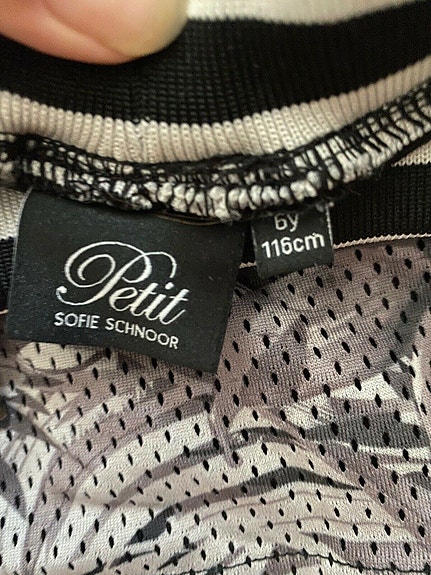 Petit
SOFIE SCHNOOR
6y
116cm